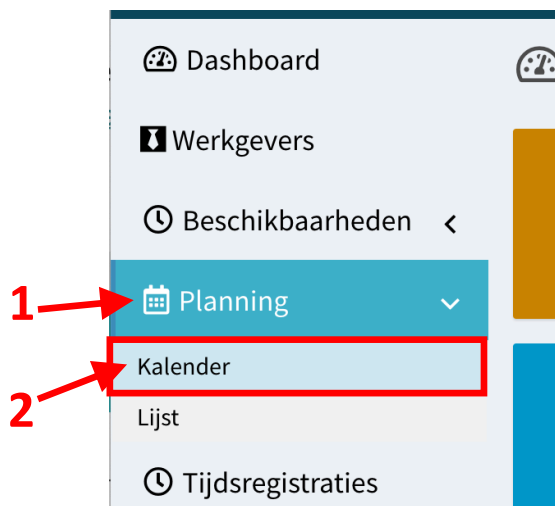 Dashboard
Werkgevers
Beschikbaarheden
1 Planning
2 Kalender
Lijst
Tijdsregistraties